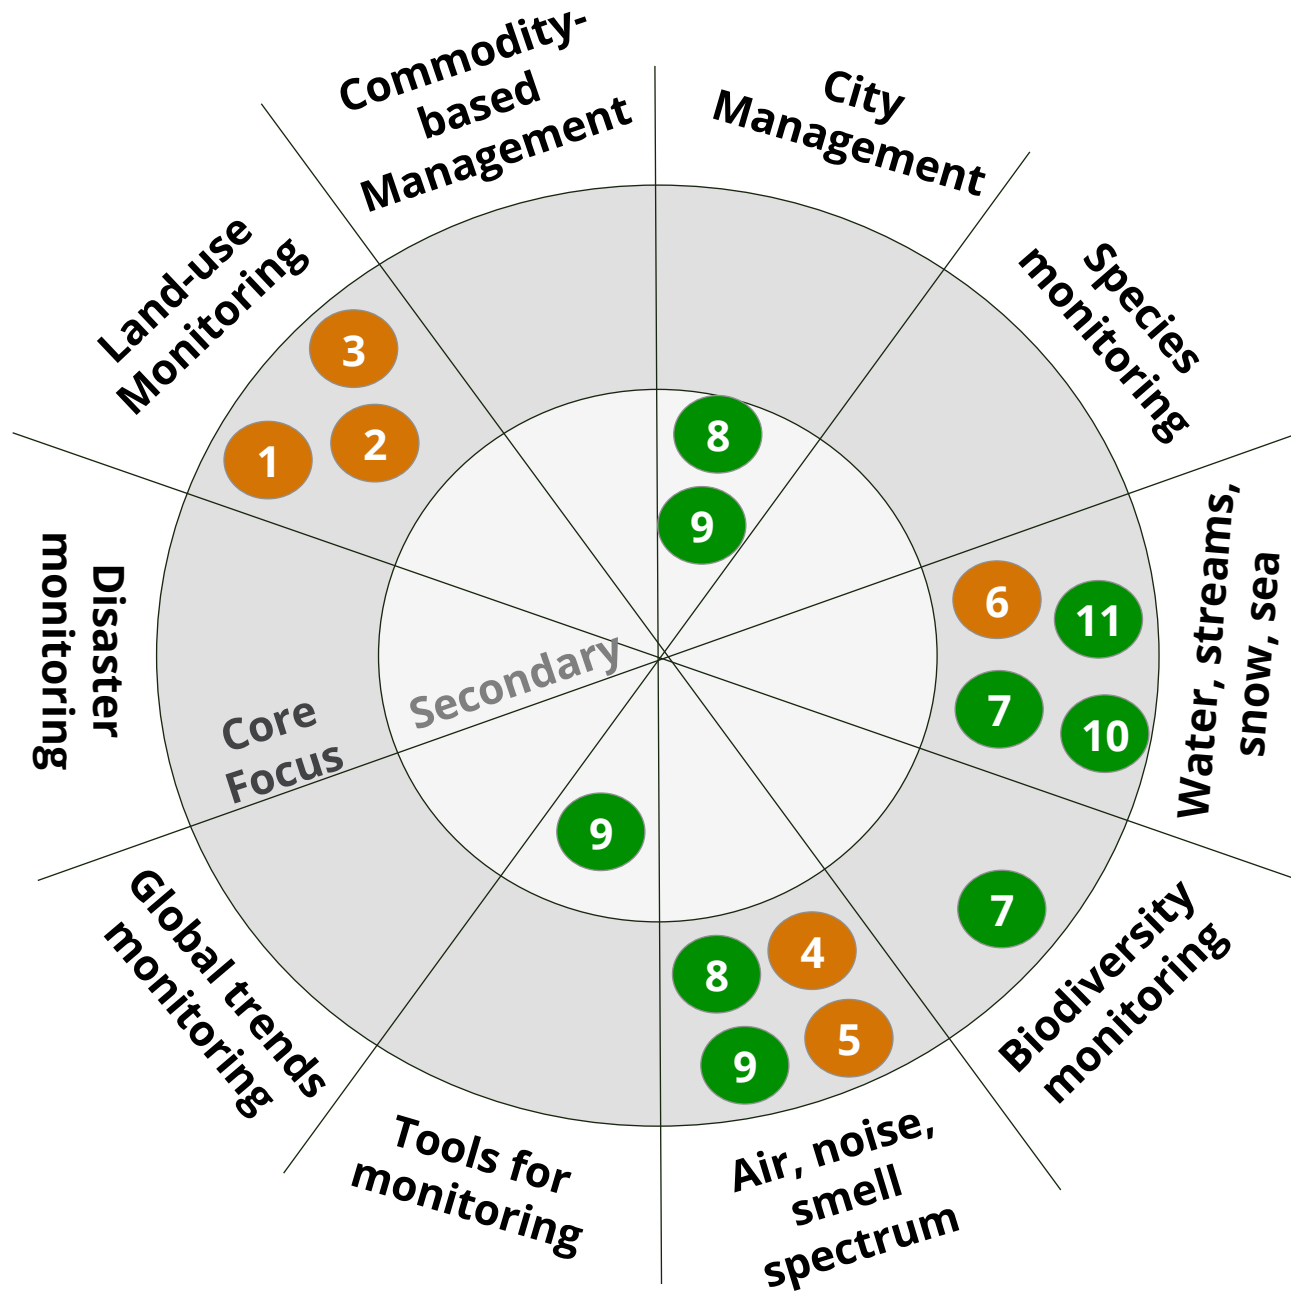 Commodity-
based
Management
City
Management
Species
monitoring
Water, streams,
snow, sea
Biodiversity
monitoring
Air, noise,
smell
spectrum
Tools for
monitoring
Global trends
monitoring
Disaster
monitoring
Land-use
Monitoring
Core
Focus
Secondary
3
1
2
8
9
6
11
7
10
7
8
4
9
5
9